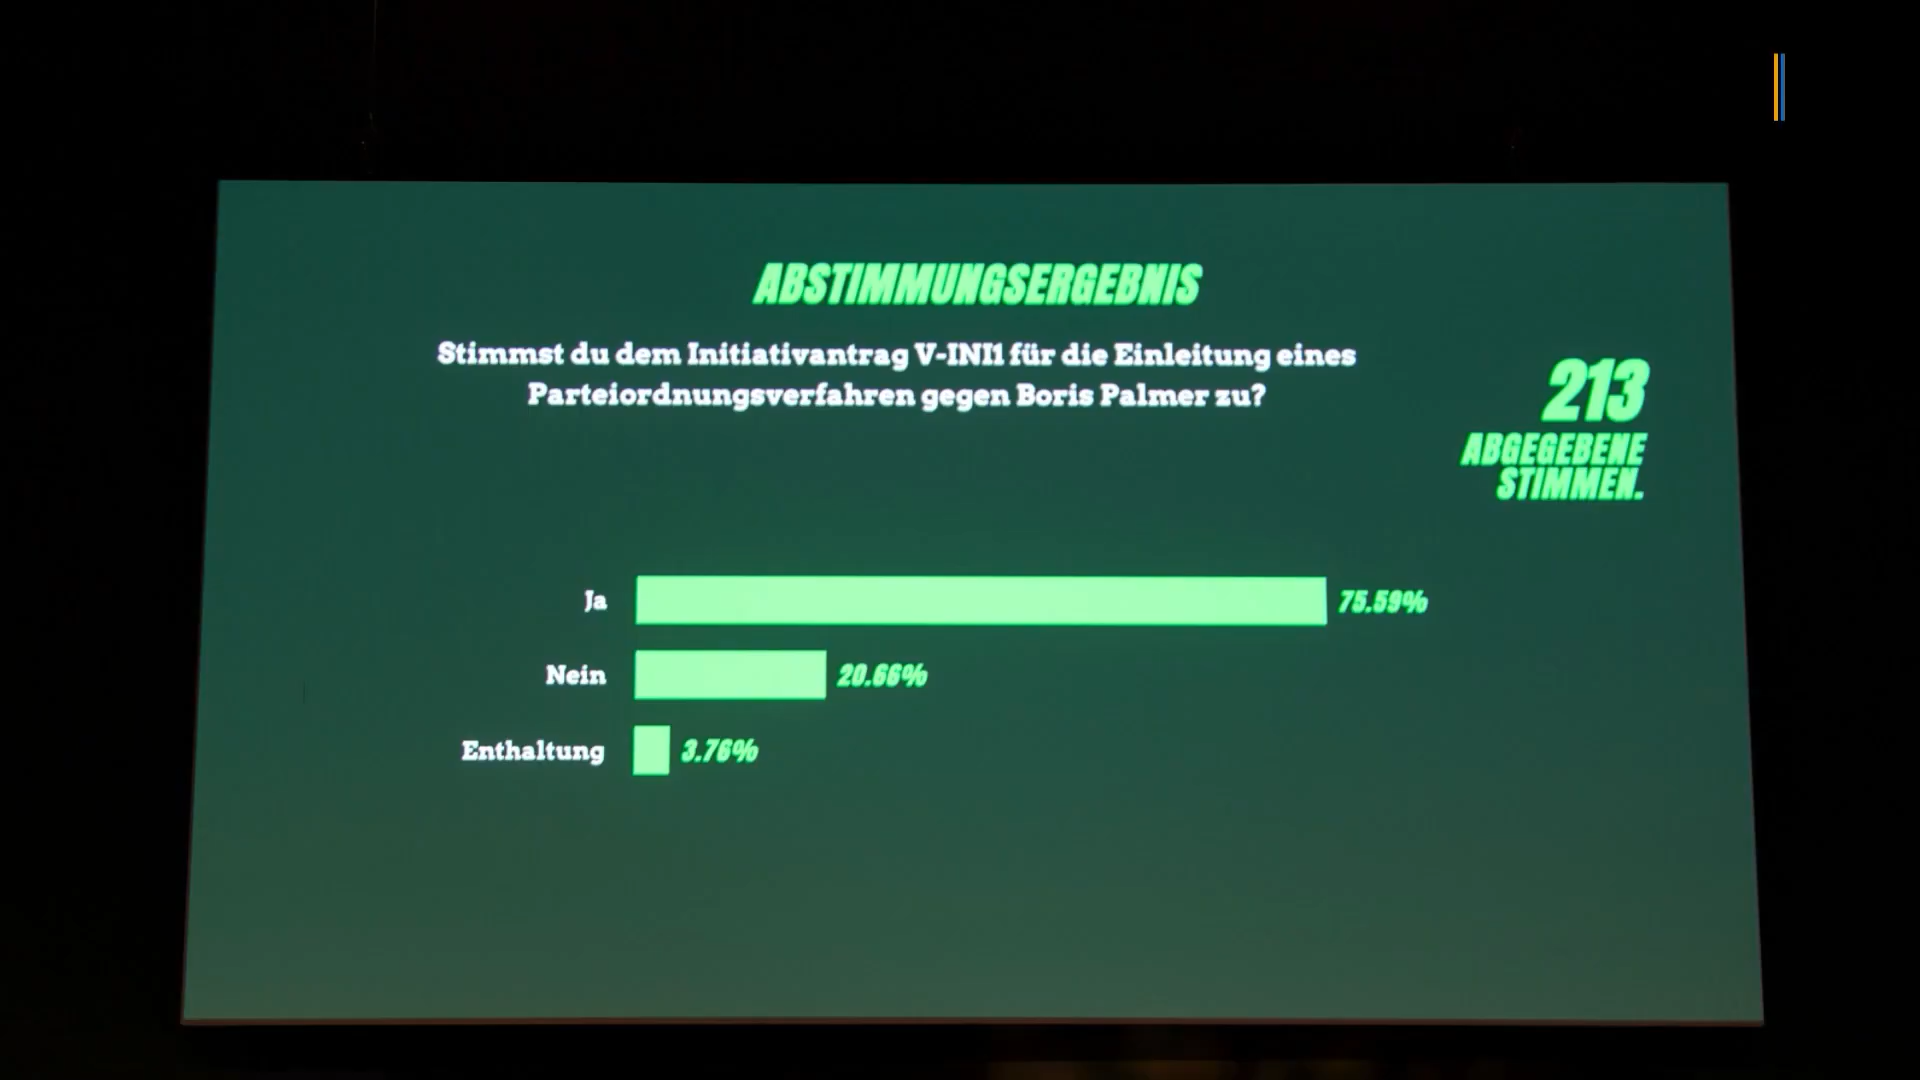 ABSTIMMUNGSERGEBNIS
Stimmst du dem Initiativantrag V-INI1 für die Einleitung eines
Parteiordnungsverfahren gegen Boris Palmer zu?
213
ABGEGEBENE
STIMMEN.
Ja 75.59%
Nein 20.66%
Enthaltung 3.76%